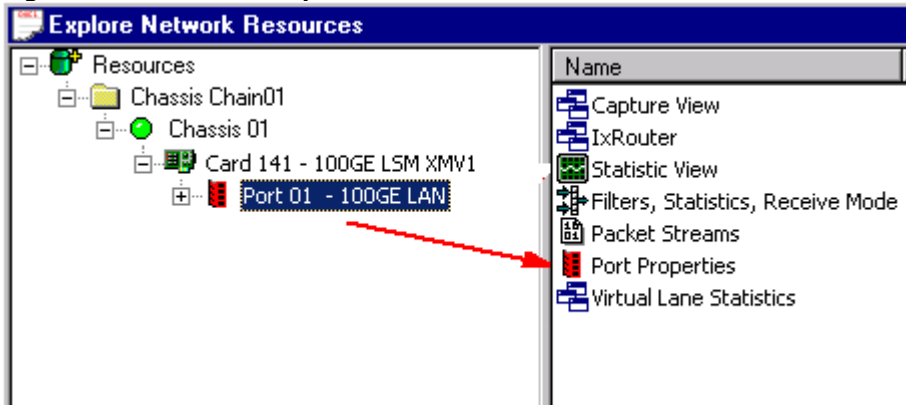 Explore Network Resources
Resources
Chassis Chain01
Chassis 01
Card 141 - 100GE LSM XMV1
Port 01 - 100GE LAN
Name
Capture View
IxRouter
Statistic View
Filters, Statistics, Receive Mode
Packet Streams
Port Properties
Virtual Lane Statistics